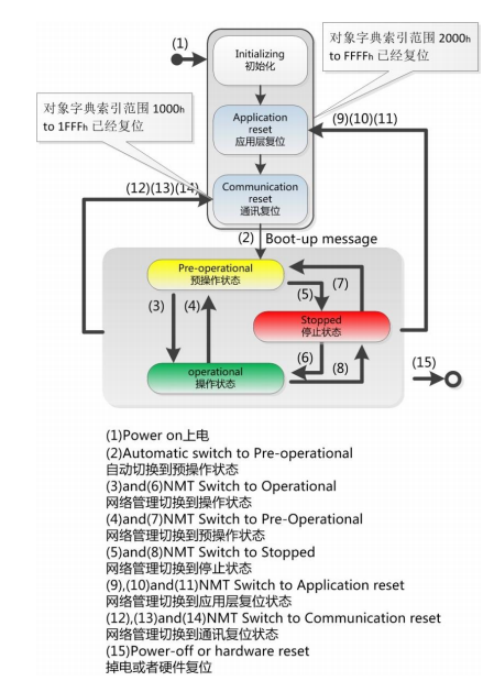 (1)
Initializing
初始化
对象字典索引范围 2000h
to FFFFh 已经复位
对象字典索引范围 1000h
to 1FFFh 已经复位
Application
reset
应用层复位
(9)(10)(11)
Communication
reset
通讯复位
(12)(13)(14)
(2) Boot-up message
Pre-operational
预操作状态
(7)
(5)
(3) (4)
Stopped
停止状态
(6)
(8)
operational
操作状态
(15)
(1)Power on上电
(2)Automatic switch to Pre-operational
自动切换到预操作状态
(3)and(6)NMT Switch to Operational
网络管理切换到操作状态
(4)and(7)NMT Switch to Pre-Operational
网络管理切换到预操作状态
(5)and(8)NMT Switch to Stopped
网络管理切换到停止状态
(9),(10)and(11)NMT Switch to Application reset
网络管理切换到应用层复位状态
(12),(13)and(14)NMT Switch to Communication reset
网络管理切换到通讯复位状态
(15)Power-off or hardware reset
掉电或者硬件复位